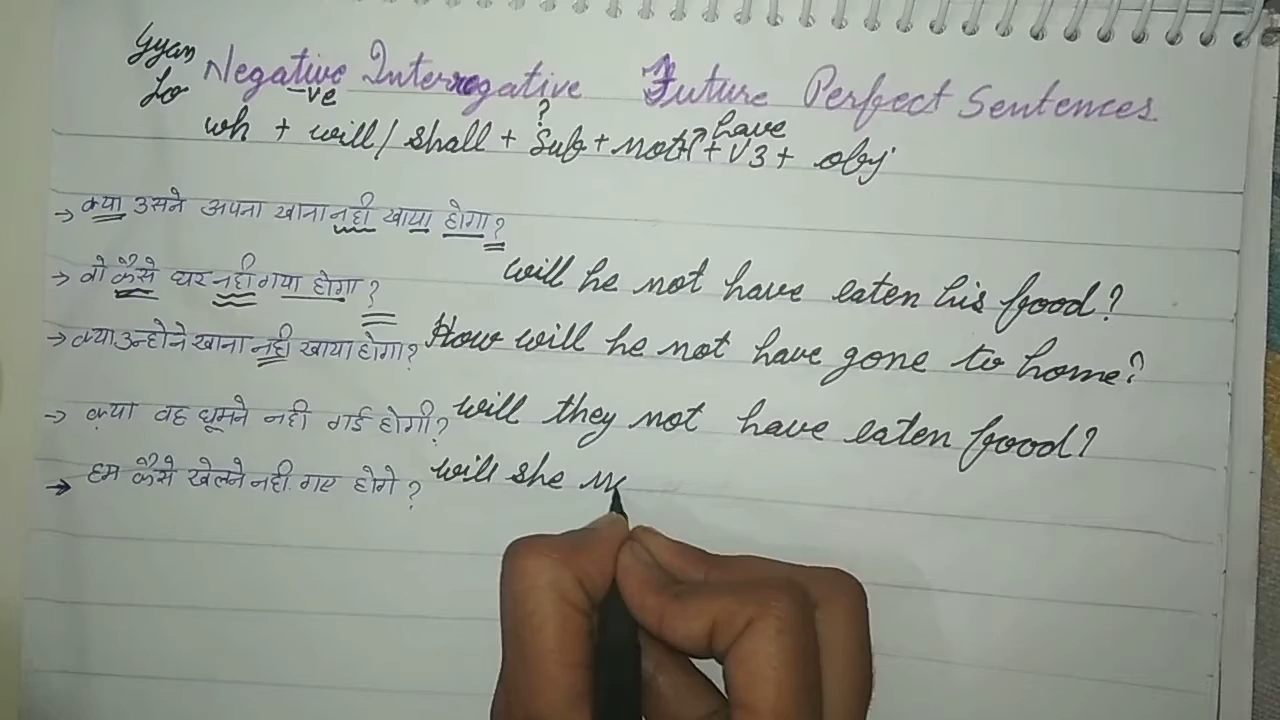 Gyan
Lo
Negative Interrogative Future Perfect Sentences
-ve ?
wh + will/ shall + Sub + not + have + V3 + obj
→ क्या उसने अपना खाना नही खाया होगा?
will he not have eaten his food?
→ वो कैसे घर नही गया होगा?
How will he not have gone to home?
→ क्या उन्होने खाना नही खाया होगा?
will they not have eaten food?
→ क्या वह घूमने नही गई होगी?
will she n
→ हम कैसे खेलने नही गए होगे?